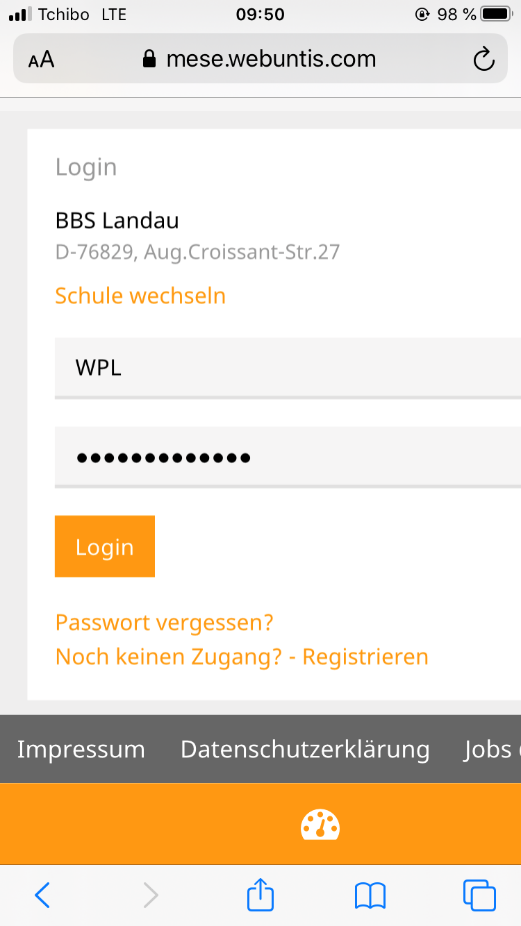 Tchibo LTE 09:50 98 %
AA mese.webuntis.com
Login
BBS Landau
D-76829, Aug.Croissant-Str.27
Schule wechseln
WPL
•••••••••••••
Login
Passwort vergessen?
Noch keinen Zugang? - Registrieren
Impressum Datenschutzerklärung Jobs